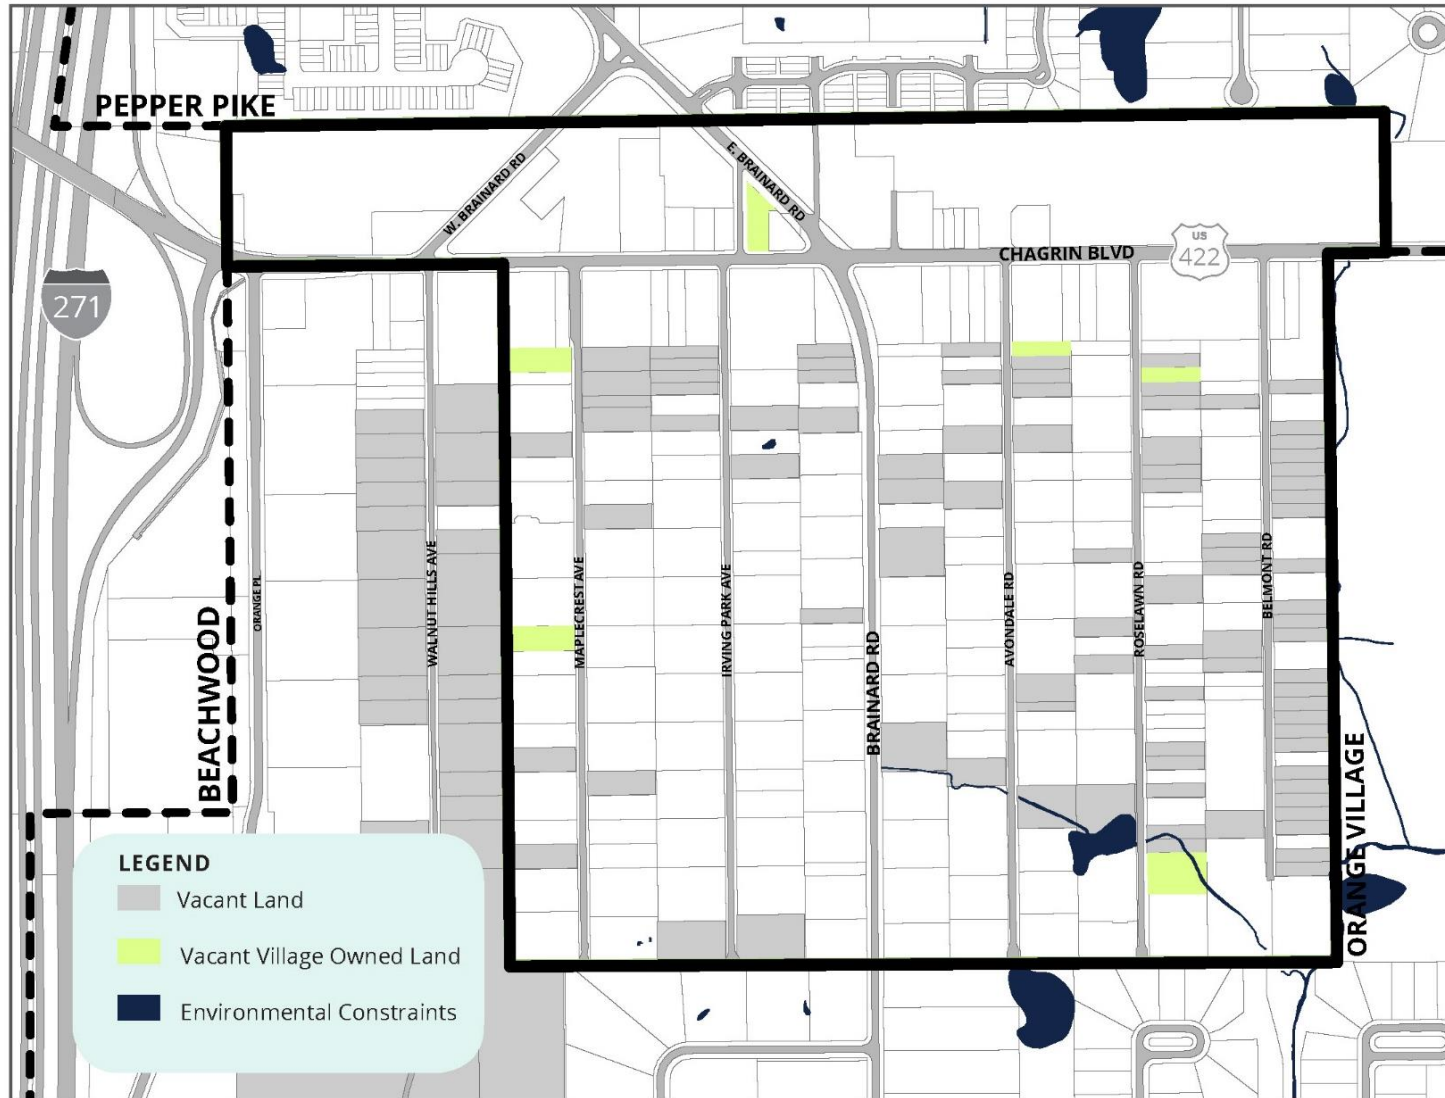 PEPPER PIKE
W. BRAINARD RD
E. BRAINARD RD
CHAGRIN BLVD
US
422
271
ORANGE PL
WALNUT HILLS AVE
MAPLECREST AVE
IRVING PARK AVE
BRAINARD RD
AVONDALE RD
ROSELAWN RD
BELMONT RD
BEACHWOOD
ORANGE VILLAGE
LEGEND
Vacant Land
Vacant Village Owned Land
Environmental Constraints